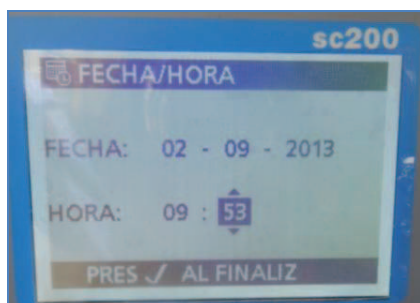 sc200
FECHA/HORA
FECHA: 02 - 09 - 2013
HORA: 09 : 53
PRES ✓ AL FINALIZ